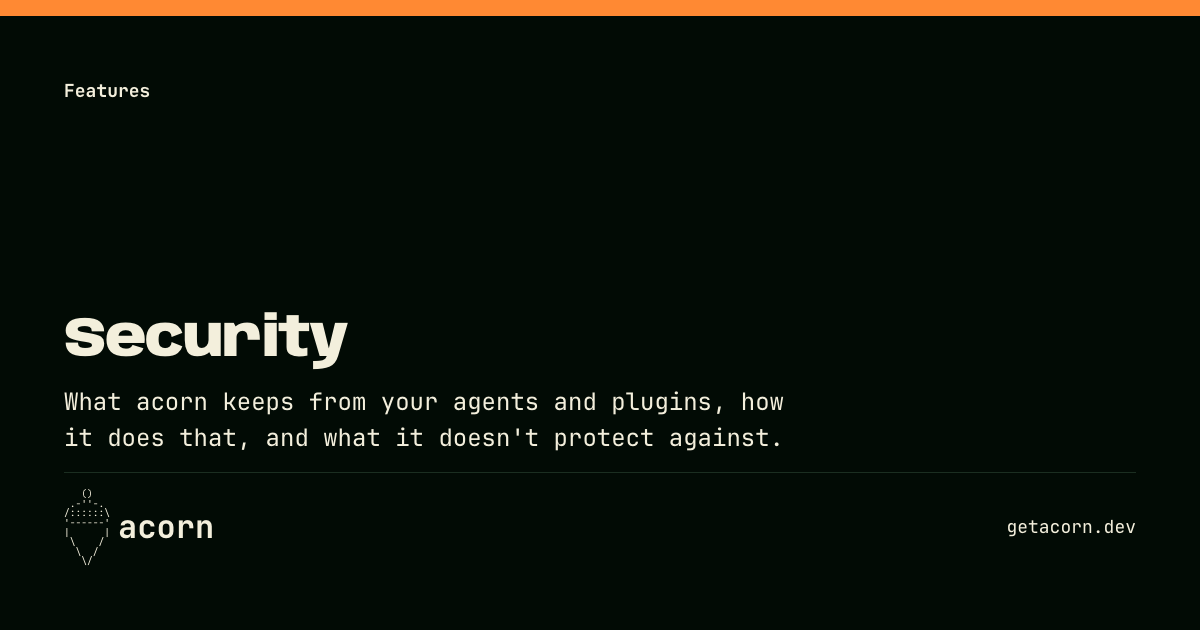 Features
Security
What acorn keeps from your agents and plugins, how
it does that, and what it doesn't protect against.
acorn
getacorn.dev